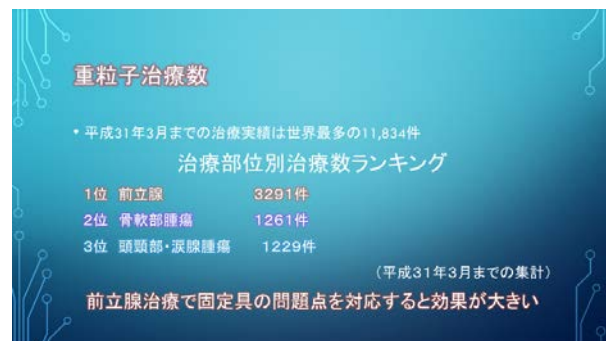 重粒子治療数
• 平成31年3月までの治療実績は世界最多の11,834件
治療部位別治療数ランキング
1位 前立腺 3291件
2位 骨軟部腫瘍 1261件
3位 頭頸部・涙腺腫瘍 1229件
(平成31年3月までの集計)
前立腺治療で固定具の問題点を対応すると効果が大きい